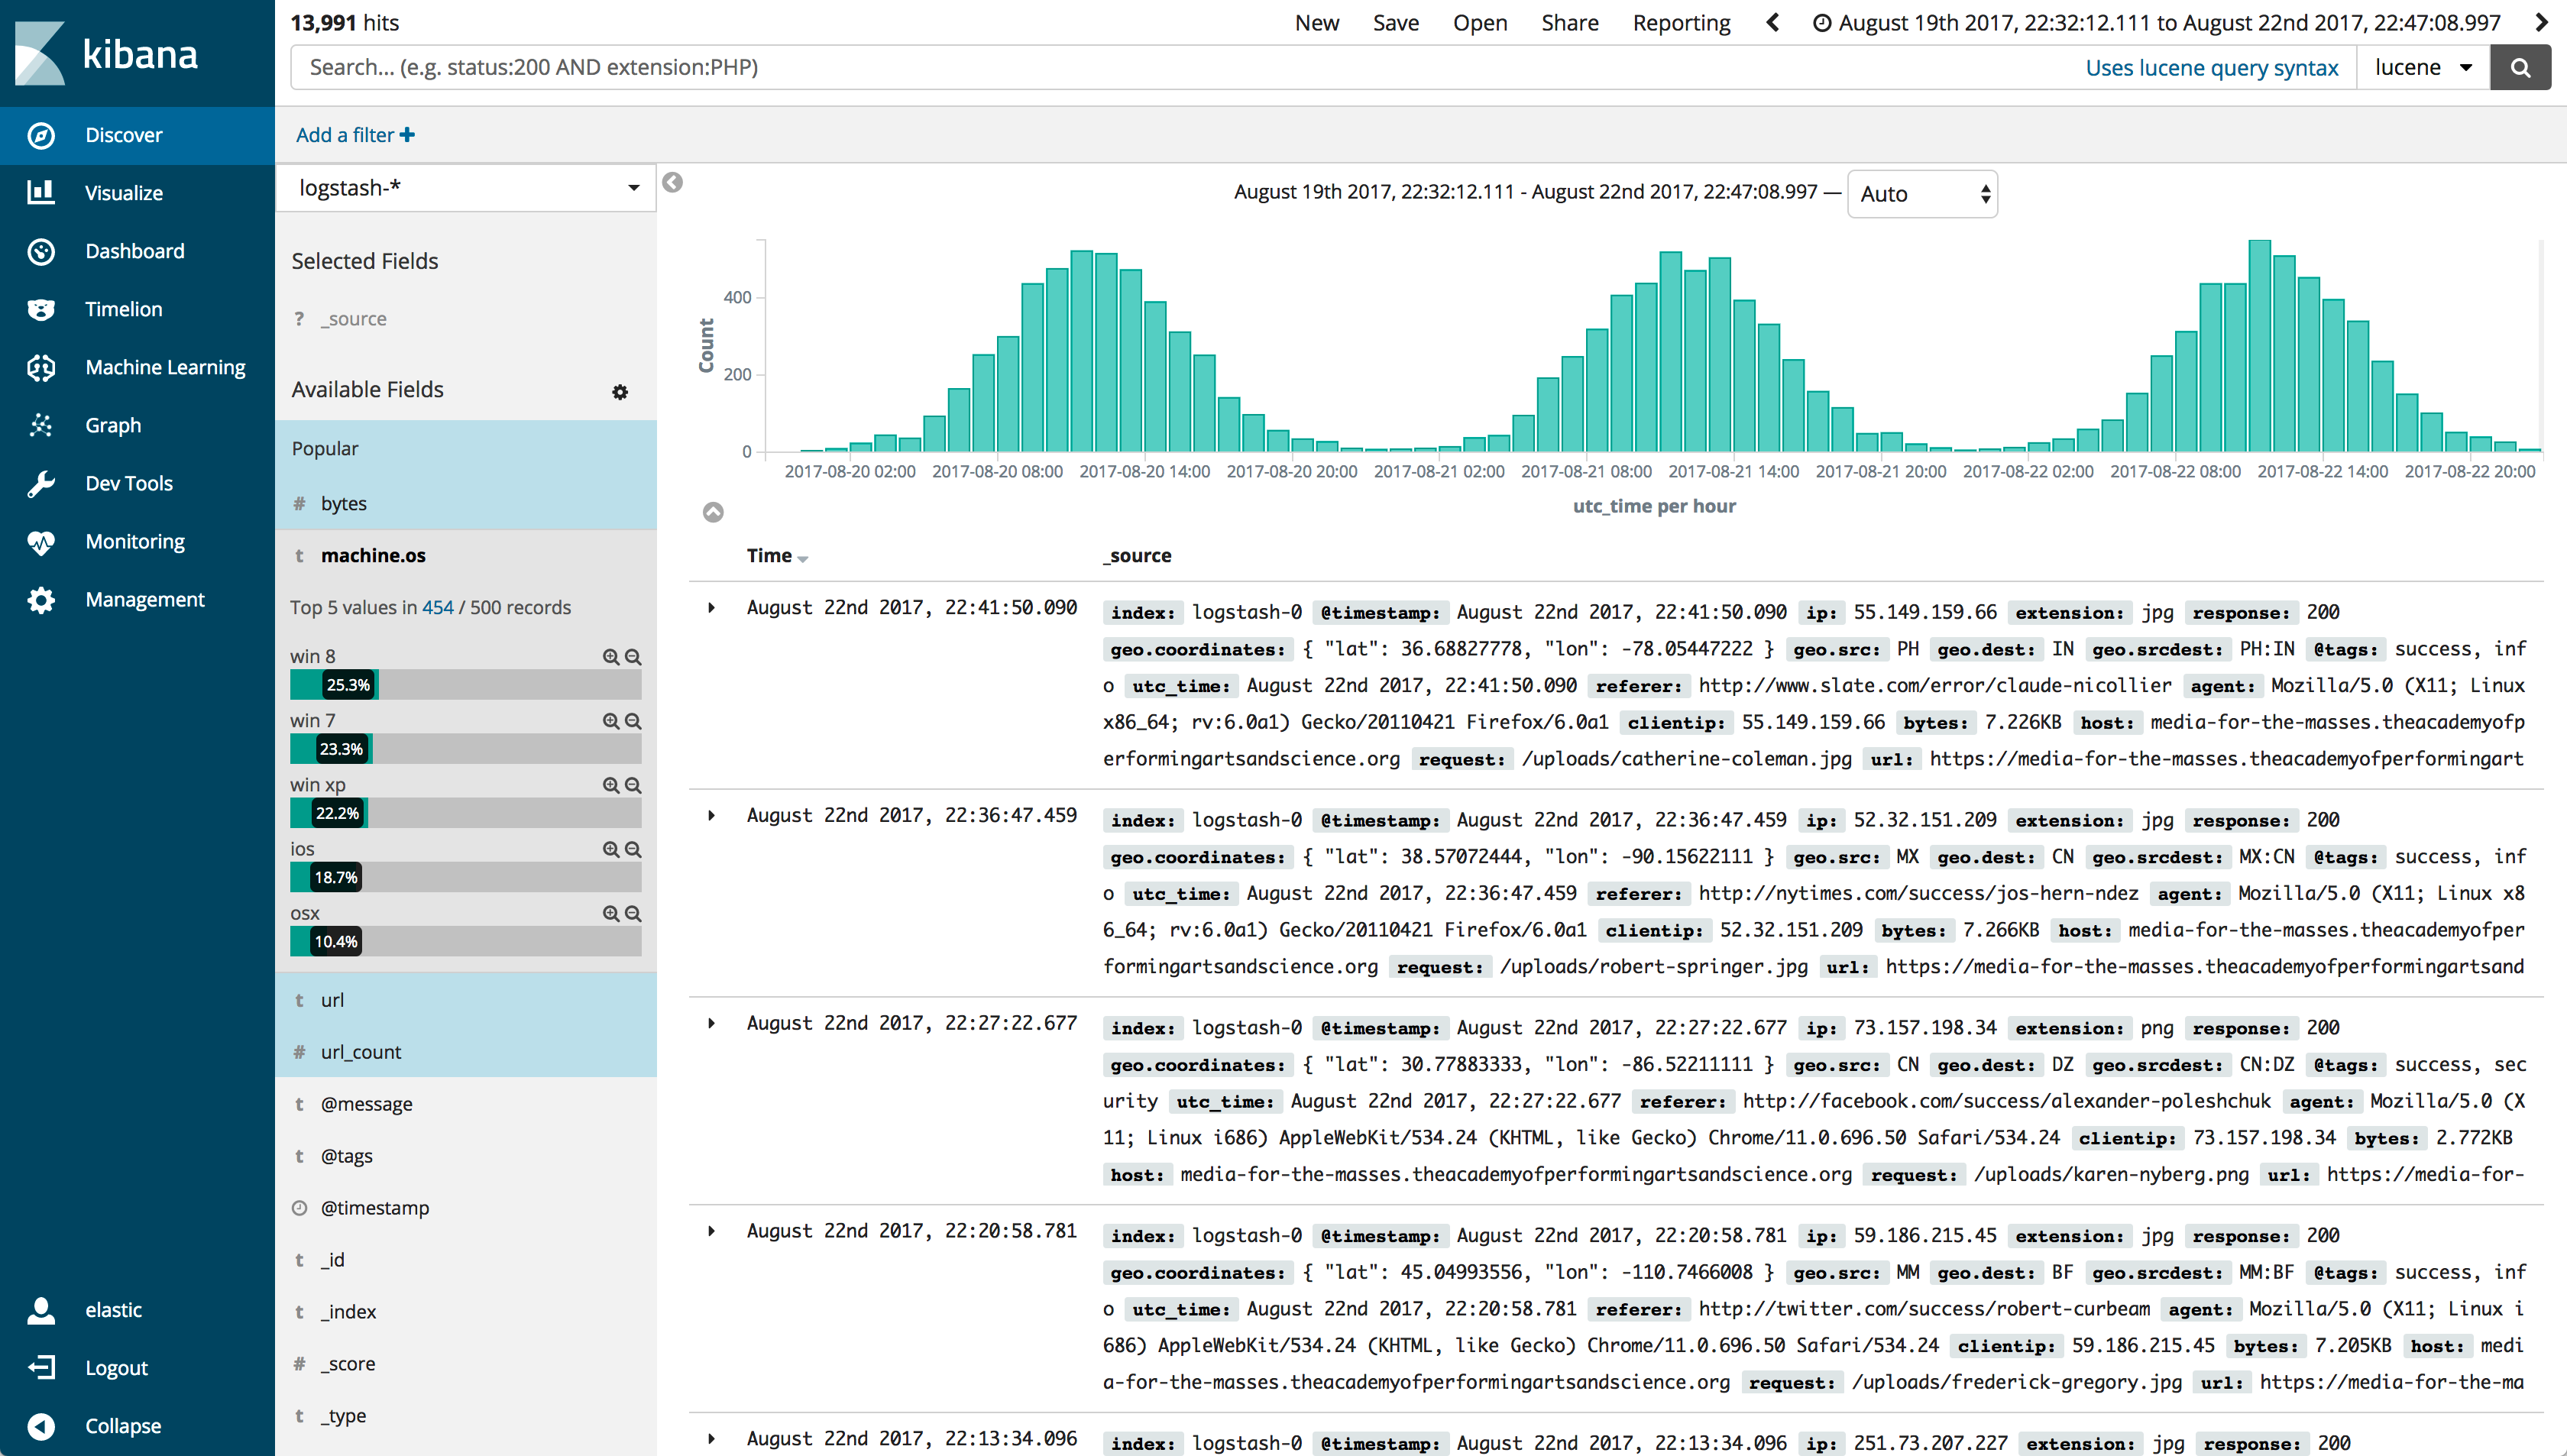 kibana
Discover
Visualize
Dashboard
Timelion
Machine Learning
Graph
Dev Tools
Monitoring
Management
elastic
Logout
Collapse
13,991 hits
New Save Open Share Reporting August 19th 2017, 22:32:12.111 to August 22nd 2017, 22:47:08.997
Search... (e.g. status:200 AND extension:PHP) Uses lucene query syntax lucene
Add a filter
logstash-*
Selected Fields
? _source
Available Fields
Popular
# bytes
t machine.os
Top 5 values in 454 / 500 records
win 8
25.3%
win 7
23.3%
win xp
22.2%
ios
18.7%
osx
10.4%
t url
# url_count
t @message
t @tags
@timestamp
t _id
t _index
# _score
t _type
August 19th 2017, 22:32:12.111 - August 22nd 2017, 22:47:08.997 — Auto
Count
400
200
0
2017-08-20 02:00 2017-08-20 08:00 2017-08-20 14:00 2017-08-20 20:00 2017-08-21 02:00 2017-08-21 08:00 2017-08-21 14:00 2017-08-21 20:00 2017-08-22 02:00 2017-08-22 08:00 2017-08-22 14:00 2017-08-22 20:00
utc_time per hour
Time _source
August 22nd 2017, 22:41:50.090 index: logstash-0 @timestamp: August 22nd 2017, 22:41:50.090 ip: 55.149.159.66 extension: jpg response: 200
geo.coordinates: { "lat": 36.68827778, "lon": -78.05447222 } geo.src: PH geo.dest: IN geo.srcdest: PH:IN @tags: success, inf
o utc_time: August 22nd 2017, 22:41:50.090 referer: http://www.slate.com/error/claude-nicollier agent: Mozilla/5.0 (X11; Linux
x86_64; rv:6.0a1) Gecko/20110421 Firefox/6.0a1 clientip: 55.149.159.66 bytes: 7.226KB host: media-for-the-masses.theacademyofp
erformingartsandscience.org request: /uploads/catherine-coleman.jpg url: https://media-for-the-masses.theacademyofperformingart
August 22nd 2017, 22:36:47.459 index: logstash-0 @timestamp: August 22nd 2017, 22:36:47.459 ip: 52.32.151.209 extension: jpg response: 200
geo.coordinates: { "lat": 38.57072444, "lon": -90.15622111 } geo.src: MX geo.dest: CN geo.srcdest: MX:CN @tags: success, inf
o utc_time: August 22nd 2017, 22:36:47.459 referer: http://nytimes.com/success/jos-hern-ndez agent: Mozilla/5.0 (X11; Linux x8
6_64; rv:6.0a1) Gecko/20110421 Firefox/6.0a1 clientip: 52.32.151.209 bytes: 7.266KB host: media-for-the-masses.theacademyofper
formingartsandscience.org request: /uploads/robert-springer.jpg url: https://media-for-the-masses.theacademyofperformingartsand
August 22nd 2017, 22:27:22.677 index: logstash-0 @timestamp: August 22nd 2017, 22:27:22.677 ip: 73.157.198.34 extension: png response: 200
geo.coordinates: { "lat": 30.77883333, "lon": -86.52211111 } geo.src: CN geo.dest: DZ geo.srcdest: CN:DZ @tags: success, sec
urity utc_time: August 22nd 2017, 22:27:22.677 referer: http://facebook.com/success/alexander-poleshchuk agent: Mozilla/5.0 (X
11; Linux i686) AppleWebKit/534.24 (KHTML, like Gecko) Chrome/11.0.696.50 Safari/534.24 clientip: 73.157.198.34 bytes: 2.772KB
host: media-for-the-masses.theacademyofperformingartsandscience.org request: /uploads/karen-nyberg.png url: https://media-for-
August 22nd 2017, 22:20:58.781 index: logstash-0 @timestamp: August 22nd 2017, 22:20:58.781 ip: 59.186.215.45 extension: jpg response: 200
geo.coordinates: { "lat": 45.04993556, "lon": -110.7466008 } geo.src: MM geo.dest: BF geo.srcdest: MM:BF @tags: success, inf
o utc_time: August 22nd 2017, 22:20:58.781 referer: http://twitter.com/success/robert-curbeam agent: Mozilla/5.0 (X11; Linux i
686) AppleWebKit/534.24 (KHTML, like Gecko) Chrome/11.0.696.50 Safari/534.24 clientip: 59.186.215.45 bytes: 7.205KB host: medi
a-for-the-masses.theacademyofperformingartsandscience.org request: /uploads/frederick-gregory.jpg url: https://media-for-the-ma
August 22nd 2017, 22:13:34.096 index: logstash-0 @timestamp: August 22nd 2017, 22:13:34.096 ip: 251.73.207.227 extension: jpg response: 200